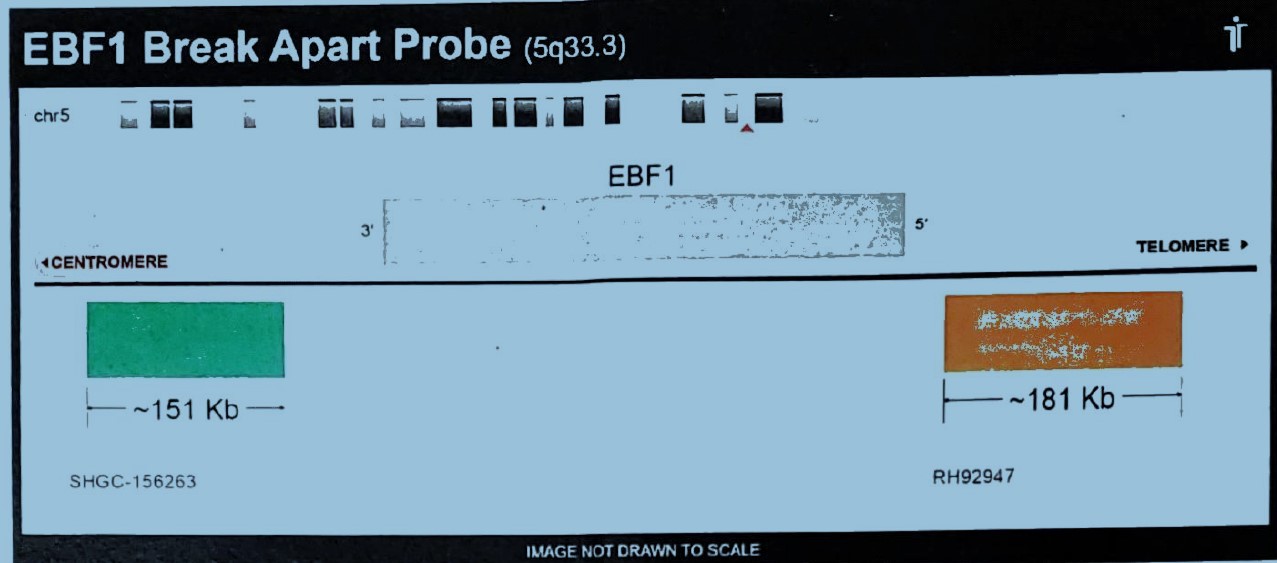 EBF1 Break Apart Probe (5q33.3)
chr5
EBF1
3' 5'
◂CENTROMERE TELOMERE ▸
~151 Kb ~181 Kb
SHGC-156263 RH92947
IMAGE NOT DRAWN TO SCALE